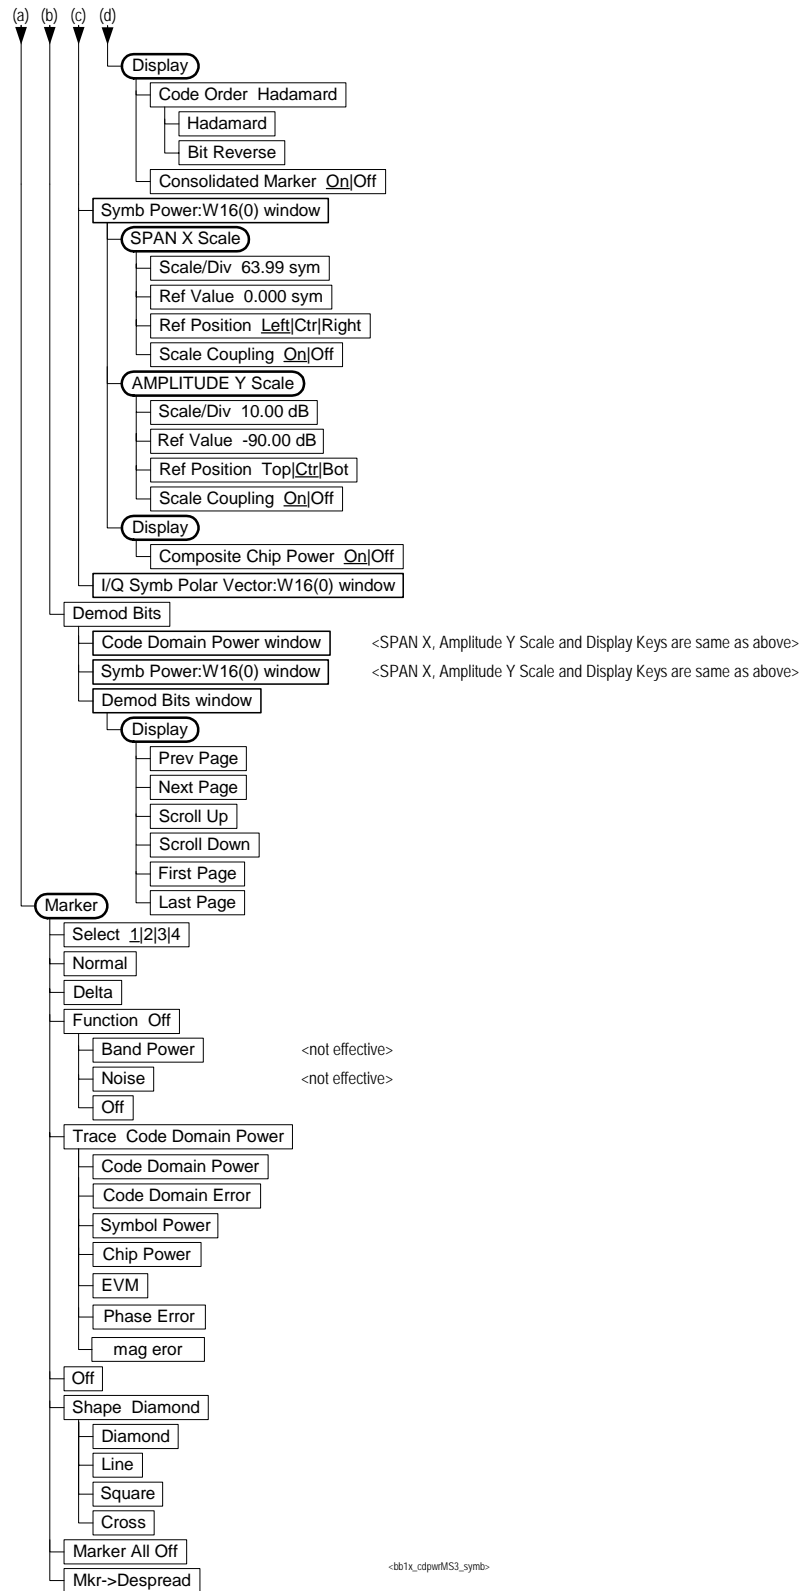 (a) (b) (c) (d)
Display
Code Order Hadamard
Hadamard
Bit Reverse
Consolidated Marker On|Off
Symb Power:W16(0) window
SPAN X Scale
Scale/Div 63.99 sym
Ref Value 0.000 sym
Ref Position Left|Ctr|Right
Scale Coupling On|Off
AMPLITUDE Y Scale
Scale/Div 10.00 dB
Ref Value -90.00 dB
Ref Position Top|Ctr|Bot
Scale Coupling On|Off
Display
Composite Chip Power On|Off
I/Q Symb Polar Vector:W16(0) window
Demod Bits
Code Domain Power window <SPAN X, Amplitude Y Scale and Display Keys are same as above>
Symb Power:W16(0) window <SPAN X, Amplitude Y Scale and Display Keys are same as above>
Demod Bits window
Display
Prev Page
Next Page
Scroll Up
Scroll Down
First Page
Last Page
Marker
Select 1|2|3|4
Normal
Delta
Function Off
Band Power <not effective>
Noise <not effective>
Off
Trace Code Domain Power
Code Domain Power
Code Domain Error
Symbol Power
Chip Power
EVM
Phase Error
mag eror
Off
Shape Diamond
Diamond
Line
Square
Cross
Marker All Off
Mkr->Despread
<bb1x_cdpwrMS3_symb>